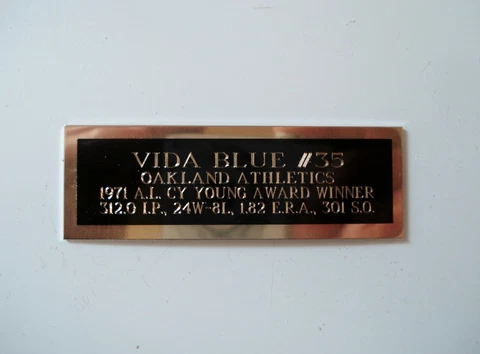 VIDA BLUE #35
OAKLAND ATHLETICS
1971 A.L. CY YOUNG AWARD WINNER
312.0 I.P., 24W-8L, 1.82 E.R.A., 301 S.O.